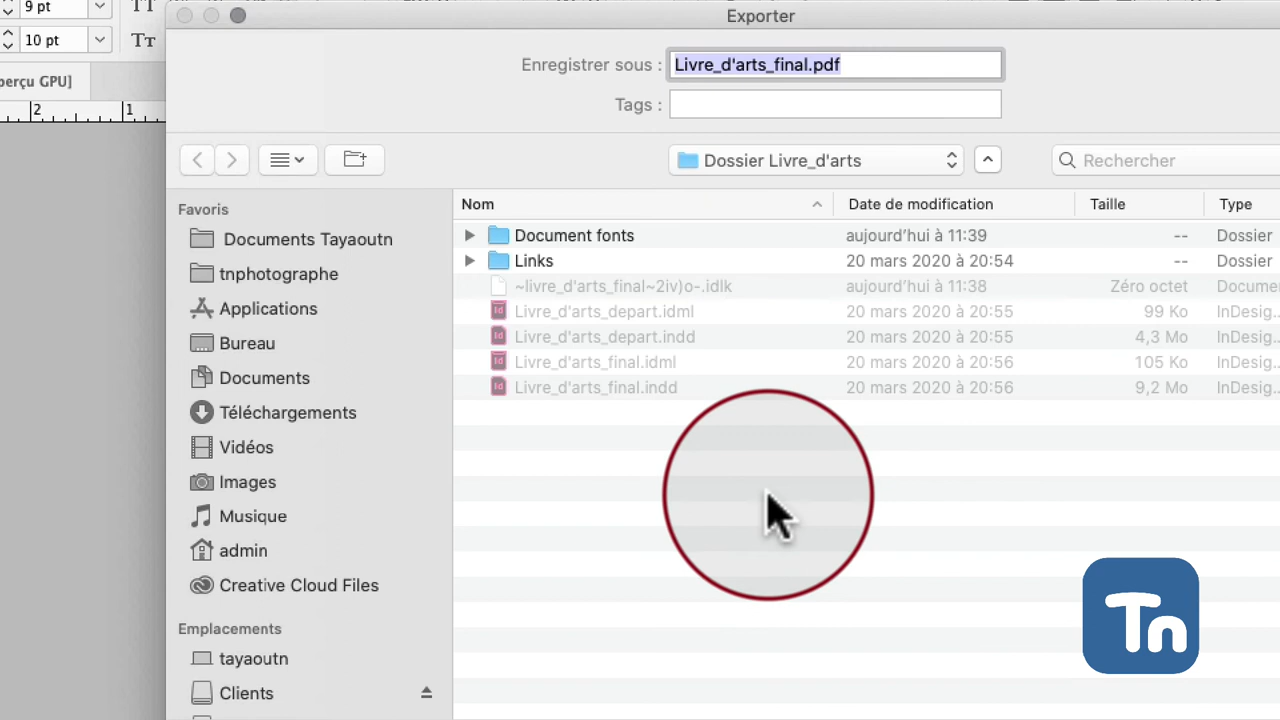 9 pt
10 pt
Exporter
Enregistrer sous :
Livre_d'arts_final.pdf
Tags :
perçu GPU]
2
1
Dossier Livre_d'arts
Rechercher
Favoris
Documents Tayaoutn
tnphotographe
Applications
Bureau
Documents
Téléchargements
Vidéos
Images
Musique
admin
Creative Cloud Files
Emplacements
tayaoutn
Clients
Nom Date de modification Taille Type
Document fonts aujourd'hui à 11:39 -- Dossier
Links 20 mars 2020 à 20:54 -- Dossier
~livre_d'arts_final~2iv)o-.idlk aujourd'hui à 11:38 Zéro octet Docume
Livre_d'arts_depart.idml 20 mars 2020 à 20:55 99 Ko InDesig...
Livre_d'arts_depart.indd 20 mars 2020 à 20:55 4,3 Mo InDesig...
Livre_d'arts_final.idml 20 mars 2020 à 20:56 105 Ko InDesig...
Livre_d'arts_final.indd 20 mars 2020 à 20:56 9,2 Mo InDesig...
Tn